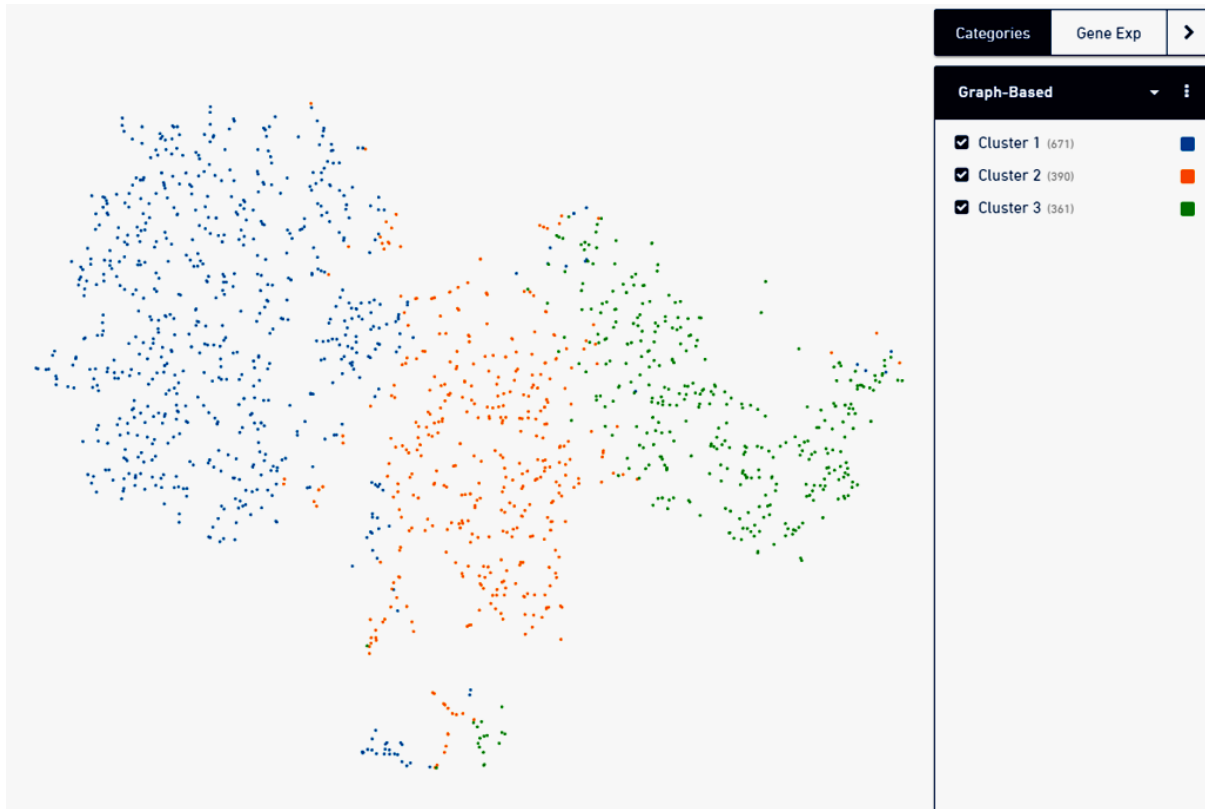 Categories Gene Exp
Graph-Based
Cluster 1 (671)
Cluster 2 (390)
Cluster 3 (361)